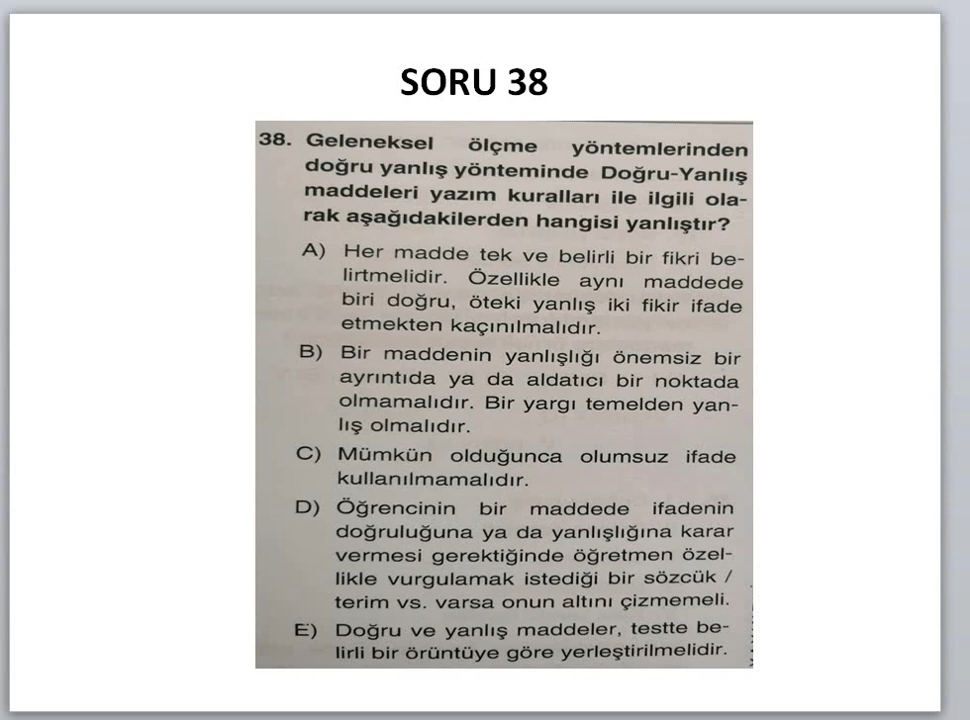 SORU 38
38. Geleneksel ölçme yöntemlerinden
doğru yanlış yönteminde Doğru-Yanlış
maddeleri yazım kuralları ile ilgili ola-
rak aşağıdakilerden hangisi yanlıştır?
A) Her madde tek ve belirli bir fikri be-
lirtmelidir. Özellikle aynı maddede
biri doğru, öteki yanlış iki fikir ifade
etmekten kaçınılmalıdır.
B) Bir maddenin yanlışlığı önemsiz bir
ayrıntıda ya da aldatıcı bir noktada
olmamalıdır. Bir yargı temelden yan-
lış olmalıdır.
C) Mümkün olduğunca olumsuz ifade
kullanılmamalıdır.
D) Öğrencinin bir maddede ifadenin
doğruluğuna ya da yanlışlığına karar
vermesi gerektiğinde öğretmen özel-
likle vurgulamak istediği bir sözcük /
terim vs. varsa onun altını çizmemeli.
E) Doğru ve yanlış maddeler, testte be-
lirli bir örüntüye göre yerleştirilmelidir.